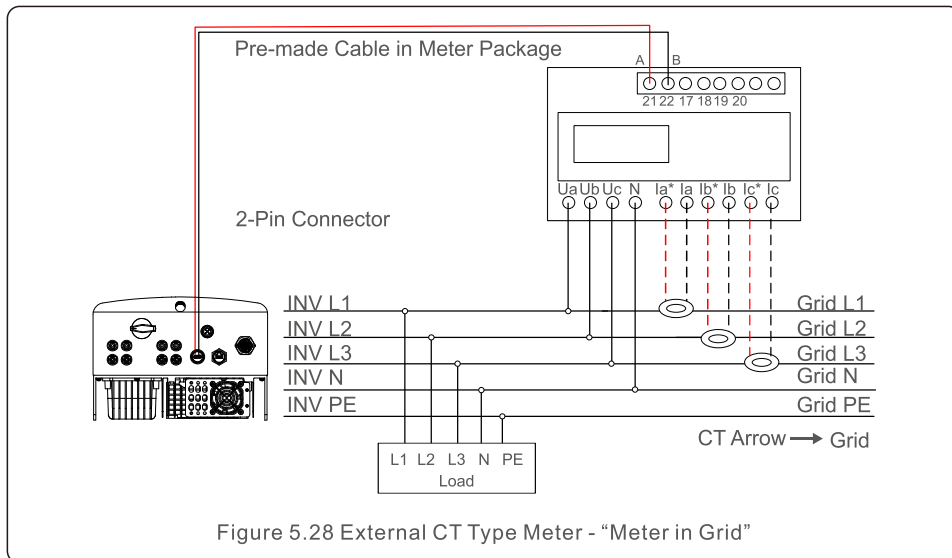 Pre-made Cable in Meter Package
A B
21 22 17 18 19 20
Ua Ub Uc N Ia* Ia Ib* Ib Ic* Ic
2-Pin Connector
INV L1 Grid L1
INV L2 Grid L2
INV L3 Grid L3
INV N Grid N
INV PE Grid PE
CT Arrow → Grid
L1 L2 L3 N PE
Load
Figure 5.28 External CT Type Meter - “Meter in Grid”